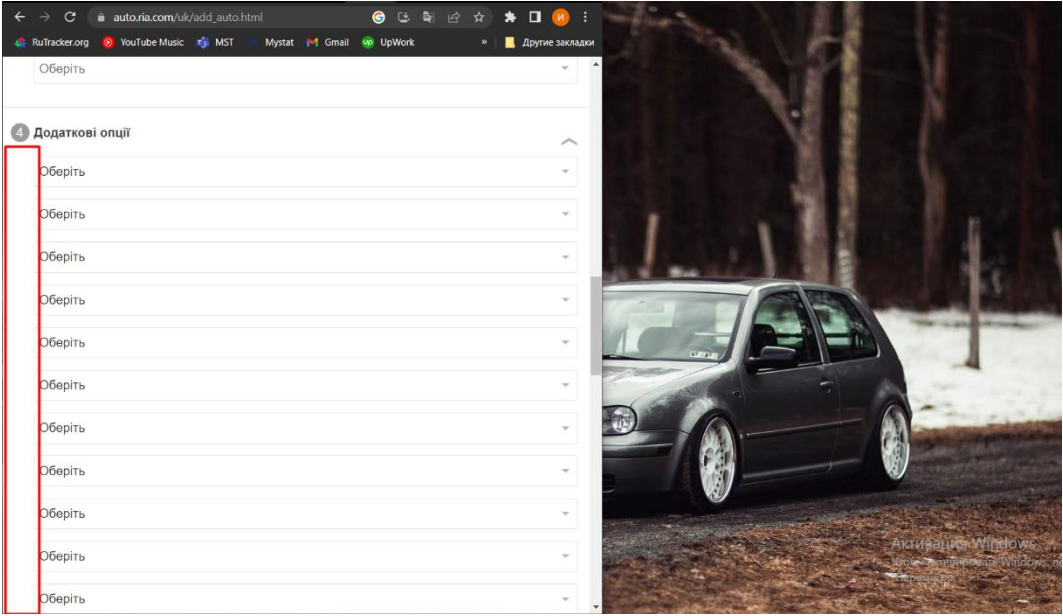 auto.ria.com/uk/add_auto.html
RuTracker.org YouTube Music MST Mystat Gmail UpWork » Другие закладки
Оберіть
4 Додаткові опції
Оберіть
Оберіть
Оберіть
Оберіть
Оберіть
Оберіть
Оберіть
Оберіть
Оберіть
Оберіть
Оберіть
Активация Windows
Windows